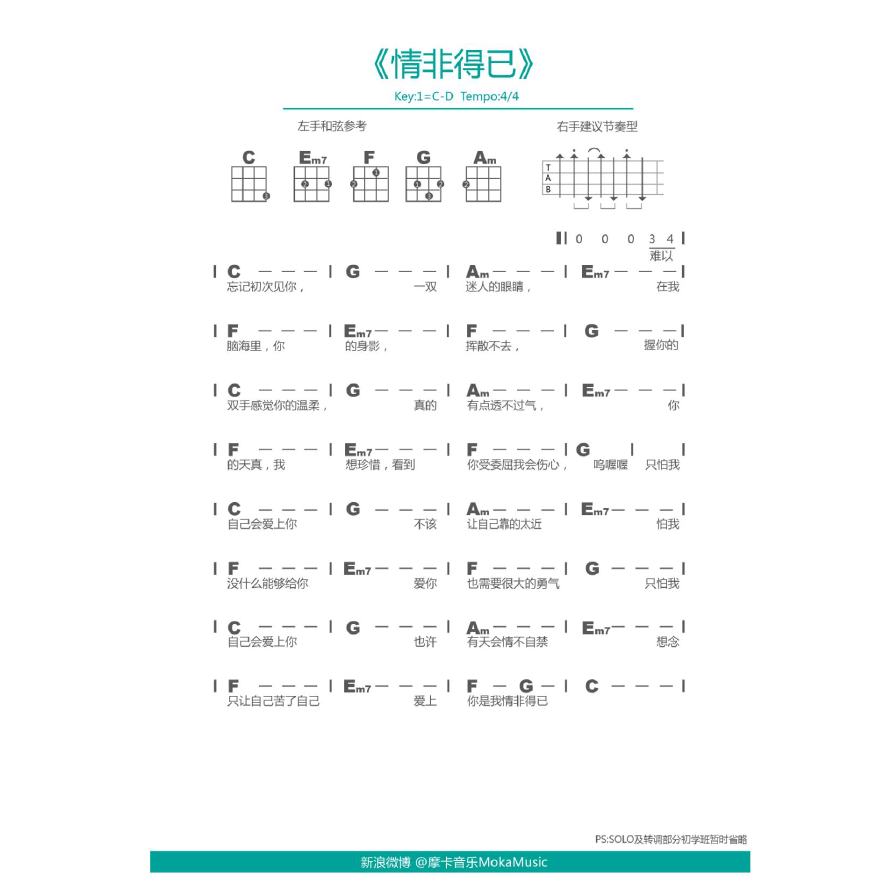 《情非得已》
Key:1=C-D Tempo:4/4
左手和弦参考 右手建议节奏型
C Em7 F G Am
T
A
B
0 0 0 3 4
难以
C — — — | G — — — | Am — — — | Em7 — — —
忘记初次见你， 一双 迷人的眼睛， 在我
F — — — | Em7 — — — | F — — — | G — — —
脑海里，你 的身影， 挥散不去， 握你的
C — — — | G — — — | Am — — — | Em7 — — —
双手感觉你的温柔， 真的 有点透不过气， 你
F — — — | Em7 — — — | F — — — | G | |
的天真，我 想珍惜，看到 你受委屈我会伤心， 呜喔喔 只怕我
C — — — | G — — — | Am — — — | Em7 — — —
自己会爱上你 不该 让自己靠的太近 怕我
F — — — | Em7 — — — | F — — — | G — — —
没什么能够给你 爱你 也需要很大的勇气 只怕我
C — — — | G — — — | Am — — — | Em7 — — —
自己会爱上你 也许 有天会情不自禁 想念
F — — — | Em7 — — — | F — G — | C — — —
只让自己苦了自己 爱上 你是我情非得已
PS:SOLO及转调部分初学班暂时省略
新浪微博 @摩卡音乐MokaMusic